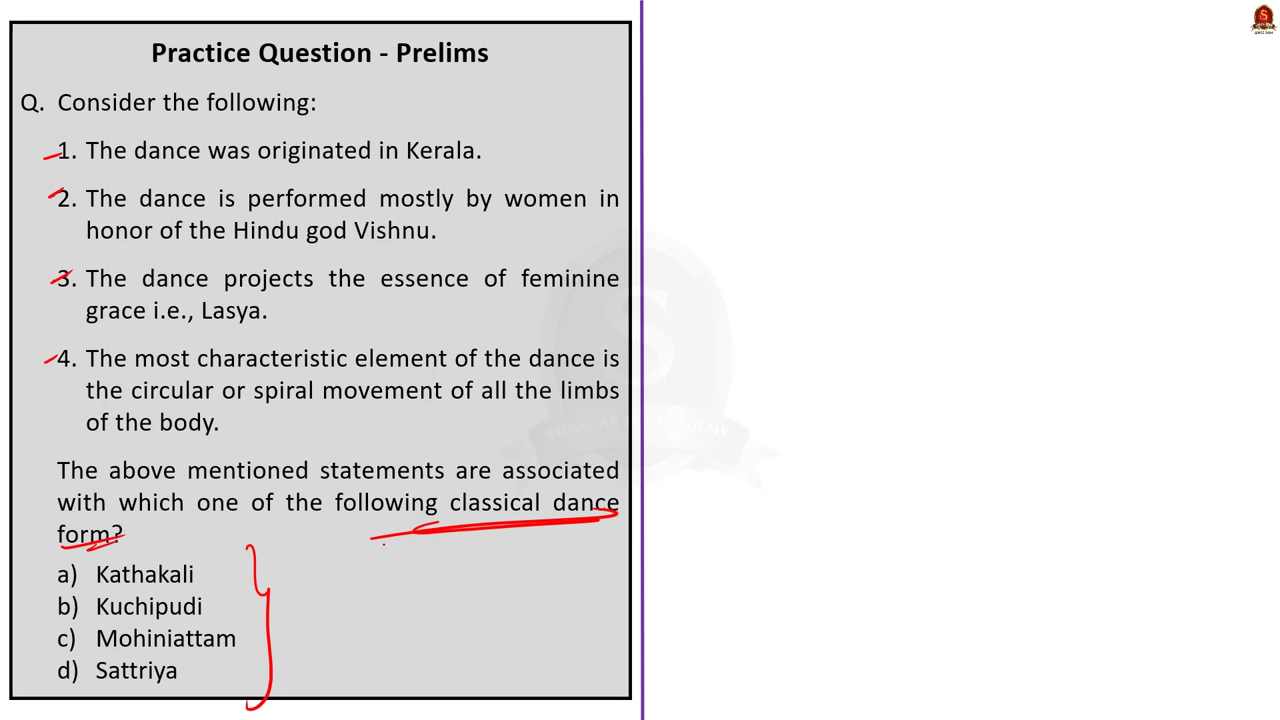 Practice Question - Prelims
Q. Consider the following:
1. The dance was originated in Kerala.
2. The dance is performed mostly by women in
honor of the Hindu god Vishnu.
3. The dance projects the essence of feminine
grace i.e., Lasya.
4. The most characteristic element of the dance is
the circular or spiral movement of all the limbs
of the body.
The above mentioned statements are associated
with which one of the following classical dance
form?
a) Kathakali
b) Kuchipudi
c) Mohiniattam
d) Sattriya